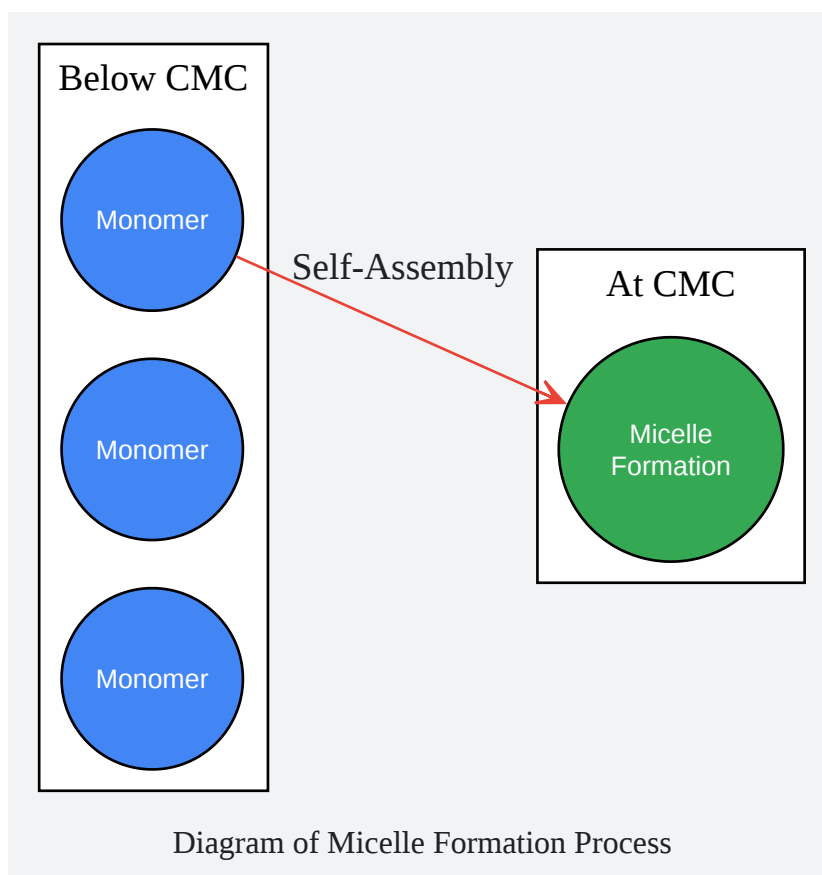 Below CMC
Monomer
Monomer
Monomer
Self-Assembly
At CMC
Micelle
Formation
Diagram of Micelle Formation Process